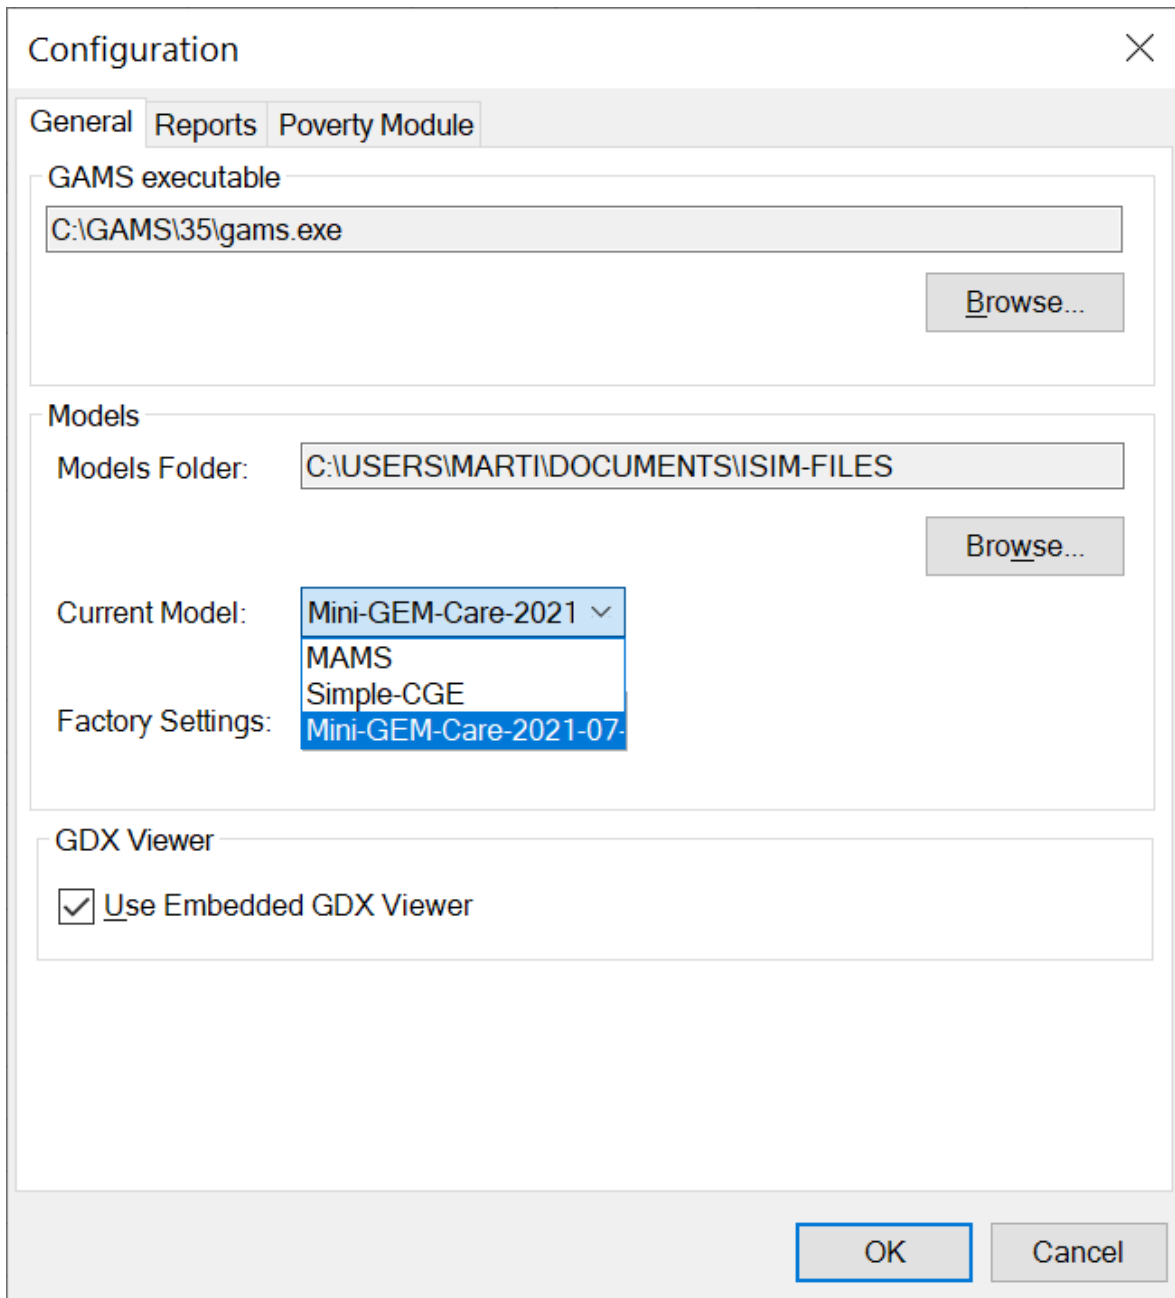 Configuration
General Reports Poverty Module
GAMS executable
C:\GAMS\35\gams.exe
Browse...
Models
Models Folder: C:\USERS\MARTI\DOCUMENTS\ISIM-FILES
Browse...
Current Model: Mini-GEM-Care-2021
MAMS
Simple-CGE
Factory Settings: Mini-GEM-Care-2021-07-
GDX Viewer
Use Embedded GDX Viewer
OK Cancel